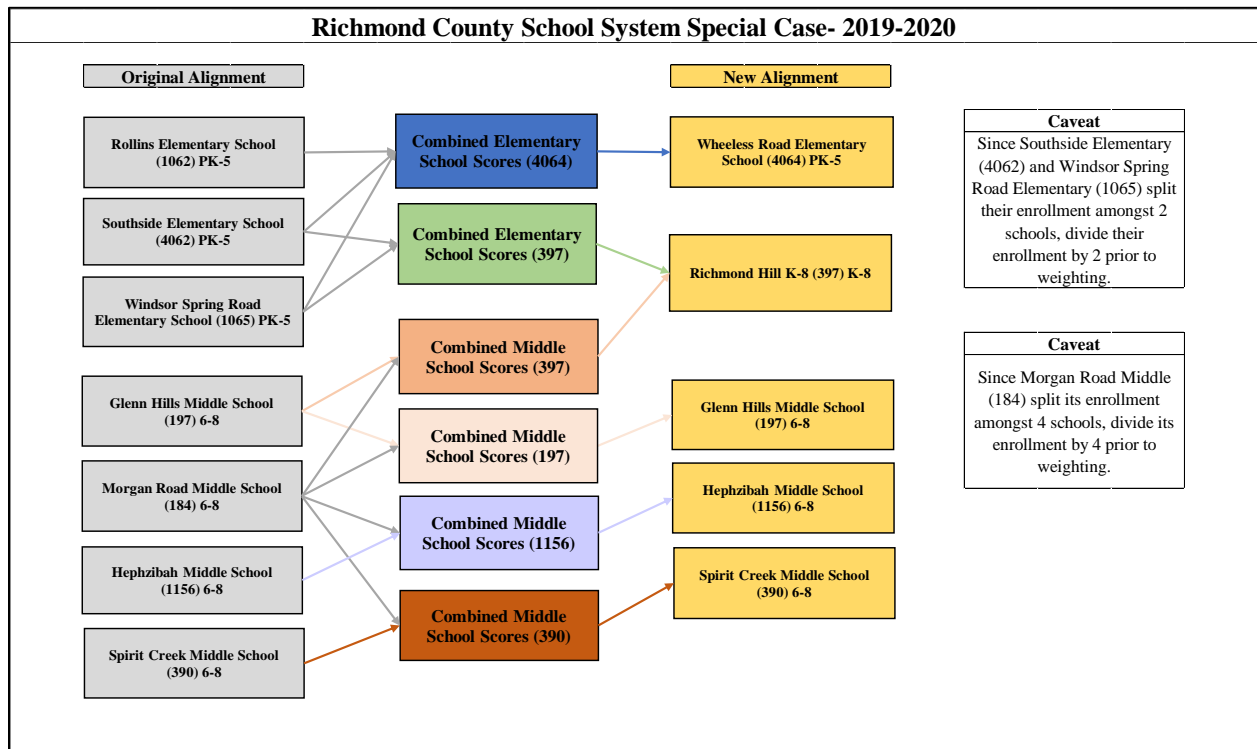 Richmond County School System Special Case- 2019-2020
Original Alignment
New Alignment
Rollins Elementary School
(1062) PK-5
Southside Elementary School
(4062) PK-5
Windsor Spring Road
Elementary School (1065) PK-5
Glenn Hills Middle School
(197) 6-8
Morgan Road Middle School
(184) 6-8
Hephzibah Middle School
(1156) 6-8
Spirit Creek Middle School
(390) 6-8
Combined Elementary
School Scores (4064)
Combined Elementary
School Scores (397)
Combined Middle
School Scores (397)
Combined Middle
School Scores (197)
Combined Middle
School Scores (1156)
Combined Middle
School Scores (390)
Wheeless Road Elementary
School (4064) PK-5
Richmond Hill K-8 (397) K-8
Glenn Hills Middle School
(197) 6-8
Hephzibah Middle School
(1156) 6-8
Spirit Creek Middle School
(390) 6-8
Caveat
Since Southside Elementary
(4062) and Windsor Spring
Road Elementary (1065) split
their enrollment amongst 2
schools, divide their
enrollment by 2 prior to
weighting.
Caveat
Since Morgan Road Middle
(184) split its enrollment
amongst 4 schools, divide its
enrollment by 4 prior to
weighting.